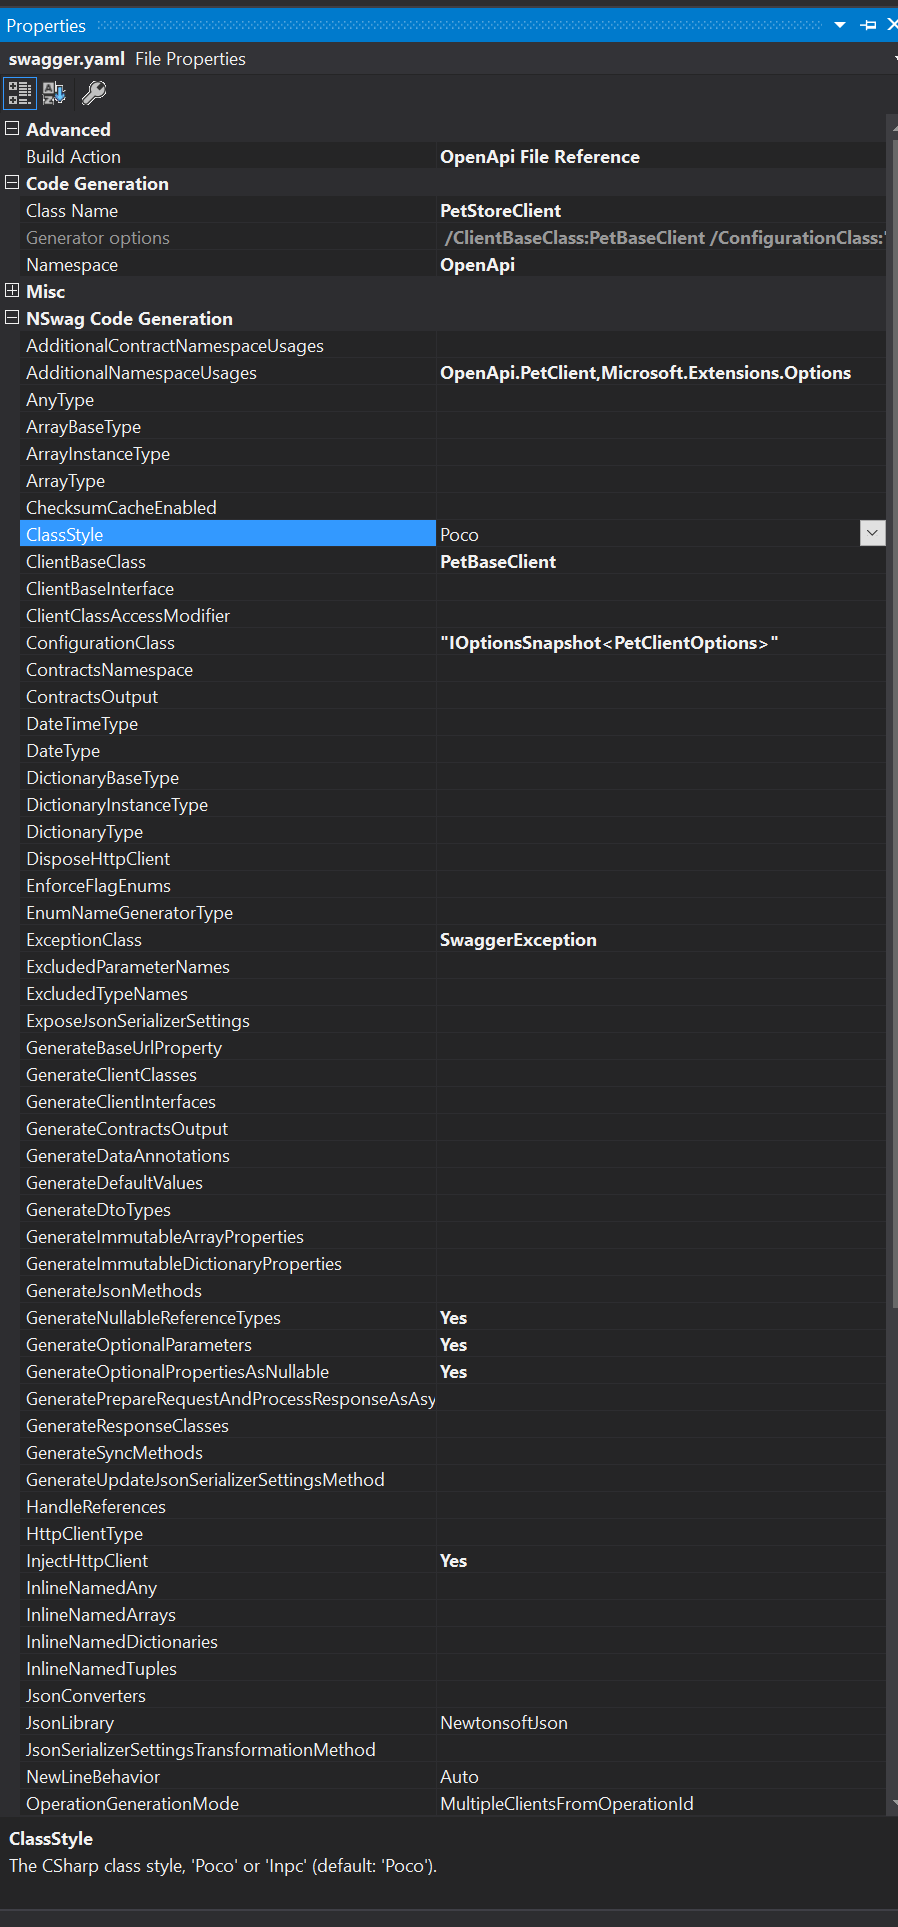 Properties
swagger.yaml File Properties
Advanced
Build Action OpenApi File Reference
Code Generation
Class Name PetStoreClient
Generator options /ClientBaseClass:PetBaseClient /ConfigurationClass:"
Namespace OpenApi
Misc
NSwag Code Generation
AdditionalContractNamespaceUsages
AdditionalNamespaceUsages OpenApi.PetClient,Microsoft.Extensions.Options
AnyType
ArrayBaseType
ArrayInstanceType
ArrayType
ChecksumCacheEnabled
ClassStyle Poco
ClientBaseClass PetBaseClient
ClientBaseInterface
ClientClassAccessModifier
ConfigurationClass "IOptionsSnapshot<PetClientOptions>"
ContractsNamespace
ContractsOutput
DateTimeType
DateType
DictionaryBaseType
DictionaryInstanceType
DictionaryType
DisposeHttpClient
EnforceFlagEnums
EnumNameGeneratorType
ExceptionClass SwaggerException
ExcludedParameterNames
ExcludedTypeNames
ExposeJsonSerializerSettings
GenerateBaseUrlProperty
GenerateClientClasses
GenerateClientInterfaces
GenerateContractsOutput
GenerateDataAnnotations
GenerateDefaultValues
GenerateDtoTypes
GenerateImmutableArrayProperties
GenerateImmutableDictionaryProperties
GenerateJsonMethods
GenerateNullableReferenceTypes Yes
GenerateOptionalParameters Yes
GenerateOptionalPropertiesAsNullable Yes
GeneratePrepareRequestAndProcessResponseAsAsy
GenerateResponseClasses
GenerateSyncMethods
GenerateUpdateJsonSerializerSettingsMethod
HandleReferences
HttpClientType
InjectHttpClient Yes
InlineNamedAny
InlineNamedArrays
InlineNamedDictionaries
InlineNamedTuples
JsonConverters
JsonLibrary NewtonsoftJson
JsonSerializerSettingsTransformationMethod
NewLineBehavior Auto
OperationGenerationMode MultipleClientsFromOperationId
ClassStyle
The CSharp class style, 'Poco' or 'Inpc' (default: 'Poco').